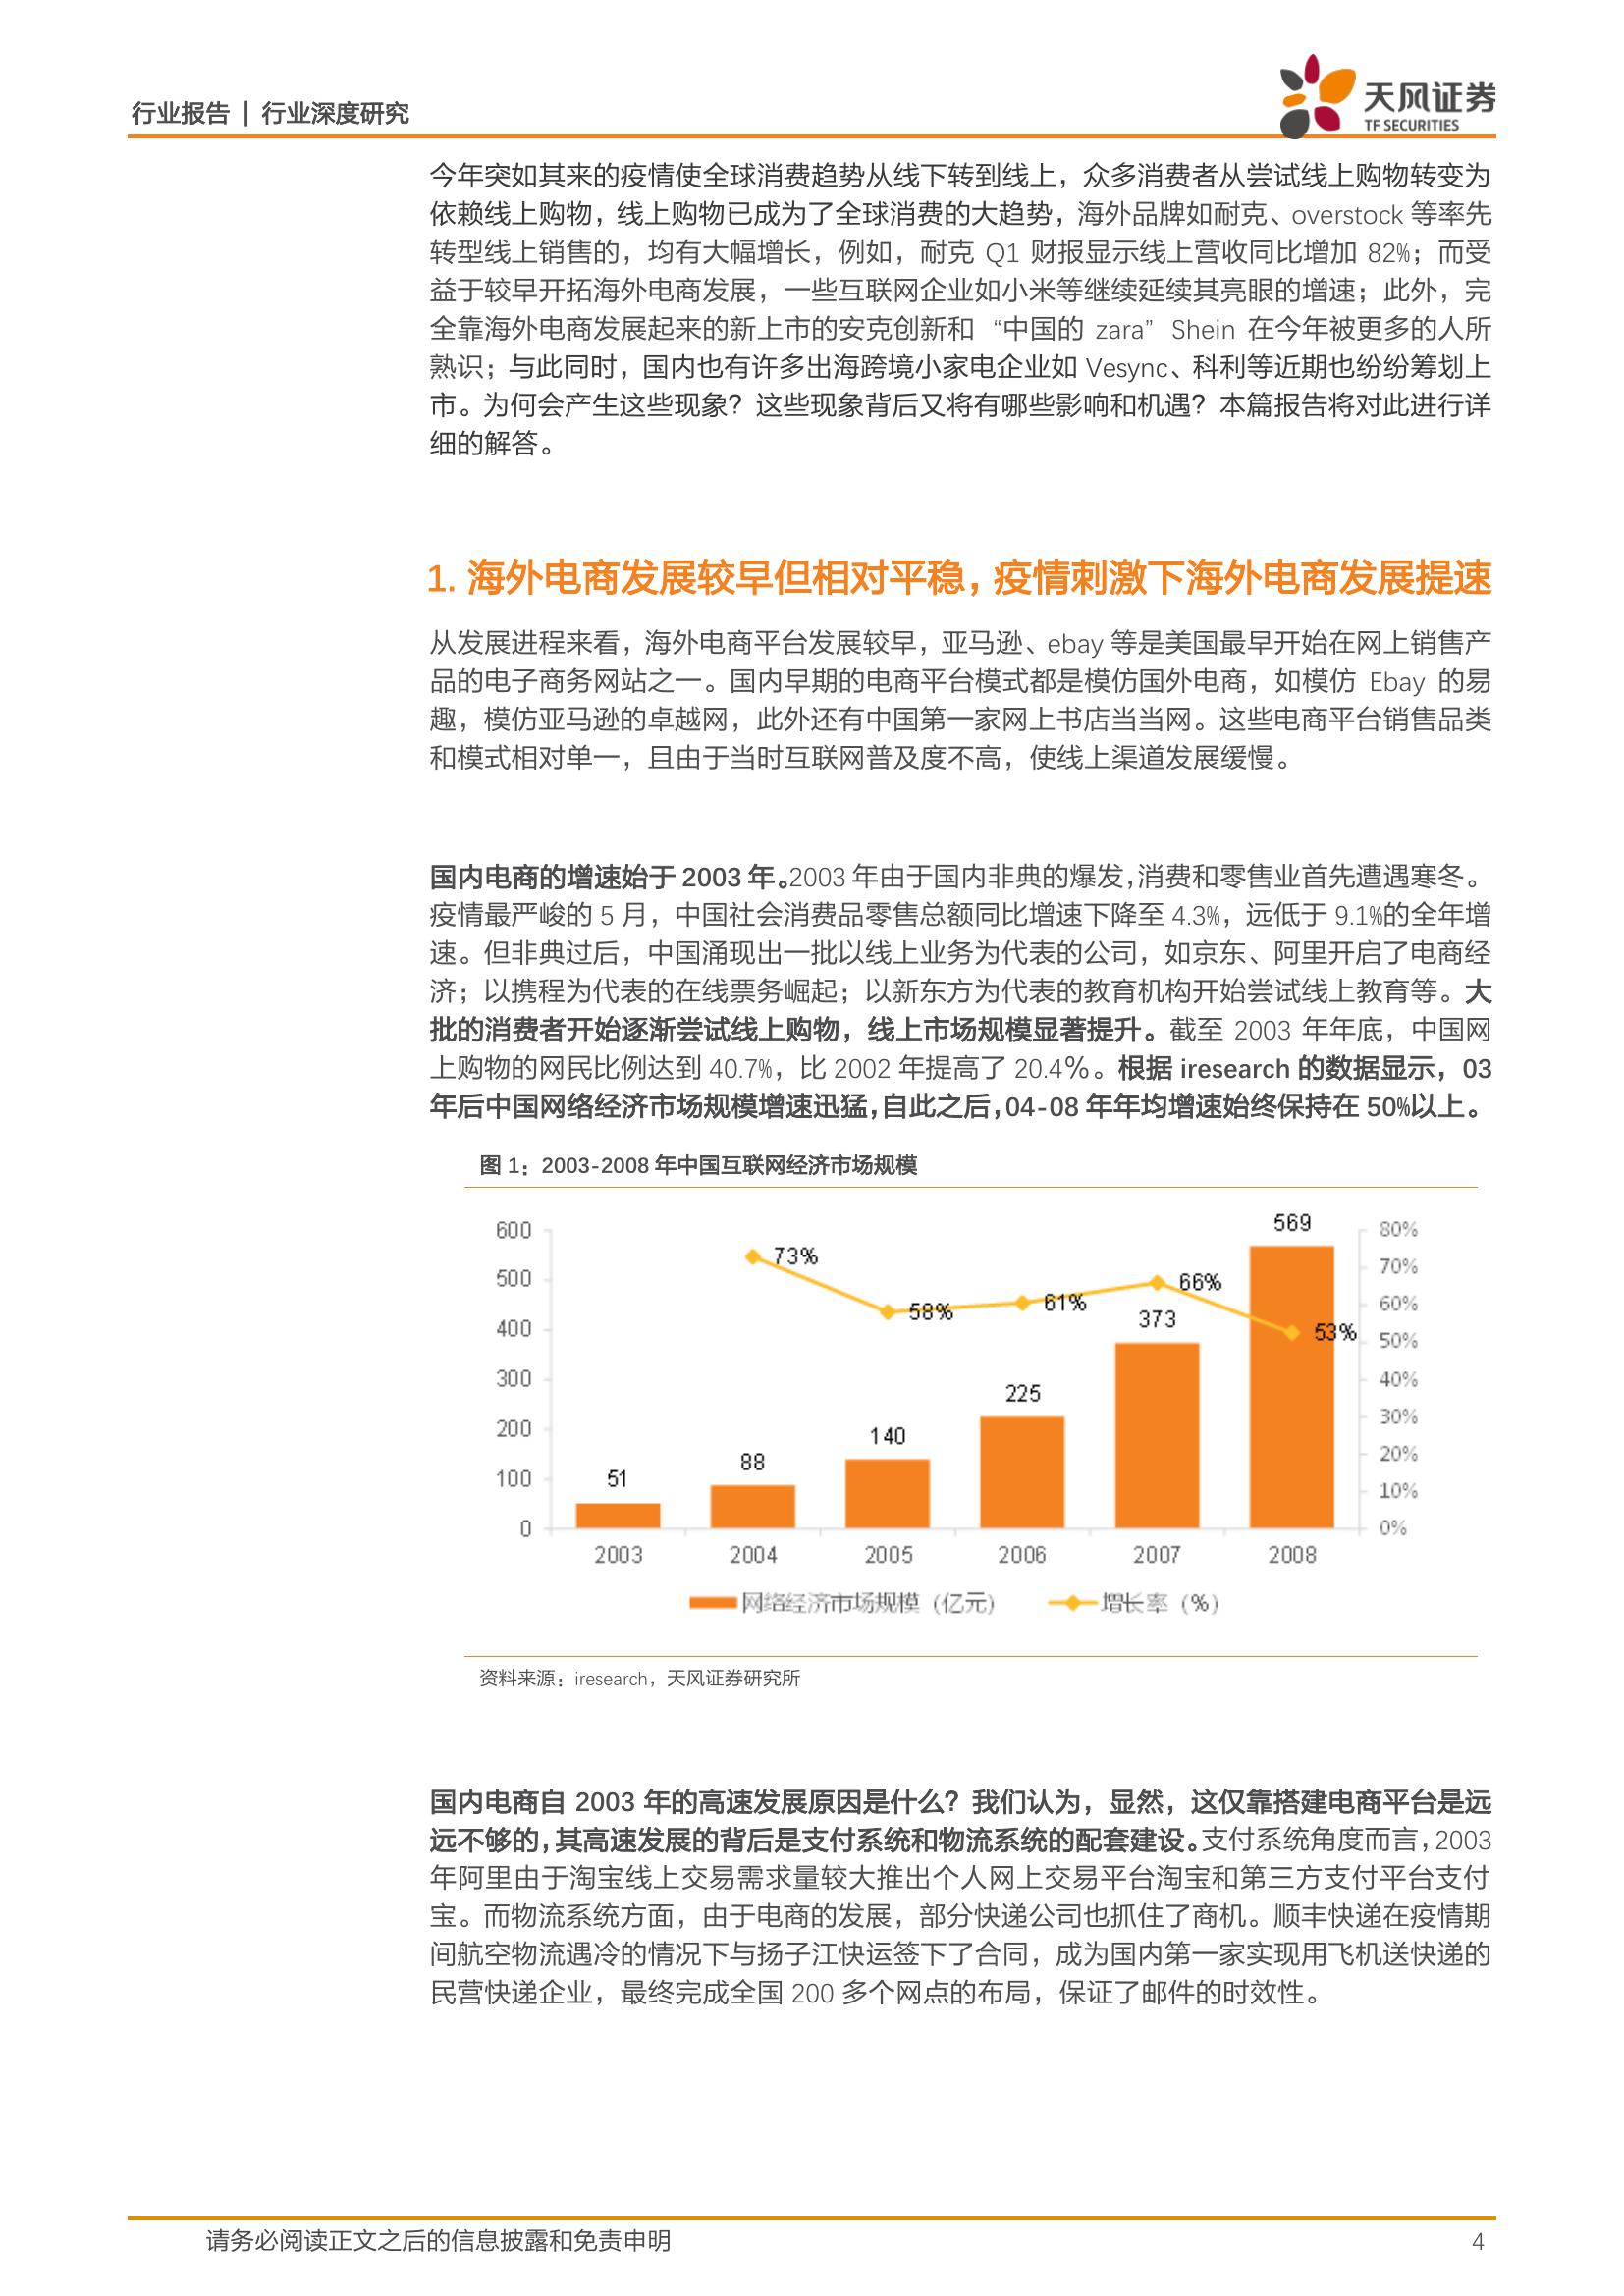 行业报告 | 行业深度研究
天风证券
TF SECURITIES
今年突如其来的疫情使全球消费趋势从线下转到线上，众多消费者从尝试线上购物转变为
依赖线上购物，线上购物已成为了全球消费的大趋势，海外品牌如耐克、overstock 等率先
转型线上销售的，均有大幅增长，例如，耐克 Q1 财报显示线上营收同比增加 82%；而受
益于较早开拓海外电商发展，一些互联网企业如小米等继续延续其亮眼的增速；此外，完
全靠海外电商发展起来的新上市的安克创新和 “中国的 zara” Shein 在今年被更多的人所
熟识；与此同时，国内也有许多出海跨境小家电企业如 Vesync、科利等近期也纷纷筹划上
市。为何会产生这些现象？这些现象背后又将有哪些影响和机遇？本篇报告将对此进行详
细的解答。
1. 海外电商发展较早但相对平稳，疫情刺激下海外电商发展提速
从发展进程来看，海外电商平台发展较早，亚马逊、ebay 等是美国最早开始在网上销售产
品的电子商务网站之一。国内早期的电商平台模式都是模仿国外电商，如模仿 Ebay 的易
趣，模仿亚马逊的卓越网，此外还有中国第一家网上书店当当网。这些电商平台销售品类
和模式相对单一，且由于当时互联网普及度不高，使线上渠道发展缓慢。
国内电商的增速始于 2003 年。2003 年由于国内非典的爆发，消费和零售业首先遭遇寒冬。
疫情最严峻的 5 月，中国社会消费品零售总额同比增速下降至 4.3%，远低于 9.1%的全年增
速。但非典过后，中国涌现出一批以线上业务为代表的公司，如京东、阿里开启了电商经
济；以携程为代表的在线票务崛起；以新东方为代表的教育机构开始尝试线上教育等。大
批的消费者开始逐渐尝试线上购物，线上市场规模显著提升。截至 2003 年年底，中国网
上购物的网民比例达到 40.7%，比 2002 年提高了 20.4%。根据 iresearch 的数据显示，03
年后中国网络经济市场规模增速迅猛，自此之后，04-08 年年均增速始终保持在 50%以上。
图 1：2003-2008 年中国互联网经济市场规模
600
500
400
300
200
100
0
80%
70%
60%
50%
40%
30%
20%
10%
0%
51
88
140
225
373
569
73%
58%
61%
66%
53%
2003 2004 2005 2006 2007 2008
网络经济市场规模（亿元） 增长率（%）
资料来源：iresearch，天风证券研究所
国内电商自 2003 年的高速发展原因是什么？我们认为，显然，这仅靠搭建电商平台是远
远不够的，其高速发展的背后是支付系统和物流系统的配套建设。支付系统角度而言，2003
年阿里由于淘宝线上交易需求量较大推出个人网上交易平台淘宝和第三方支付平台支付
宝。而物流系统方面，由于电商的发展，部分快递公司也抓住了商机。顺丰快递在疫情期
间航空物流遇冷的情况下与扬子江快运签下了合同，成为国内第一家实现用飞机送快递的
民营快递企业，最终完成全国 200 多个网点的布局，保证了邮件的时效性。
请务必阅读正文之后的信息披露和免责申明
4